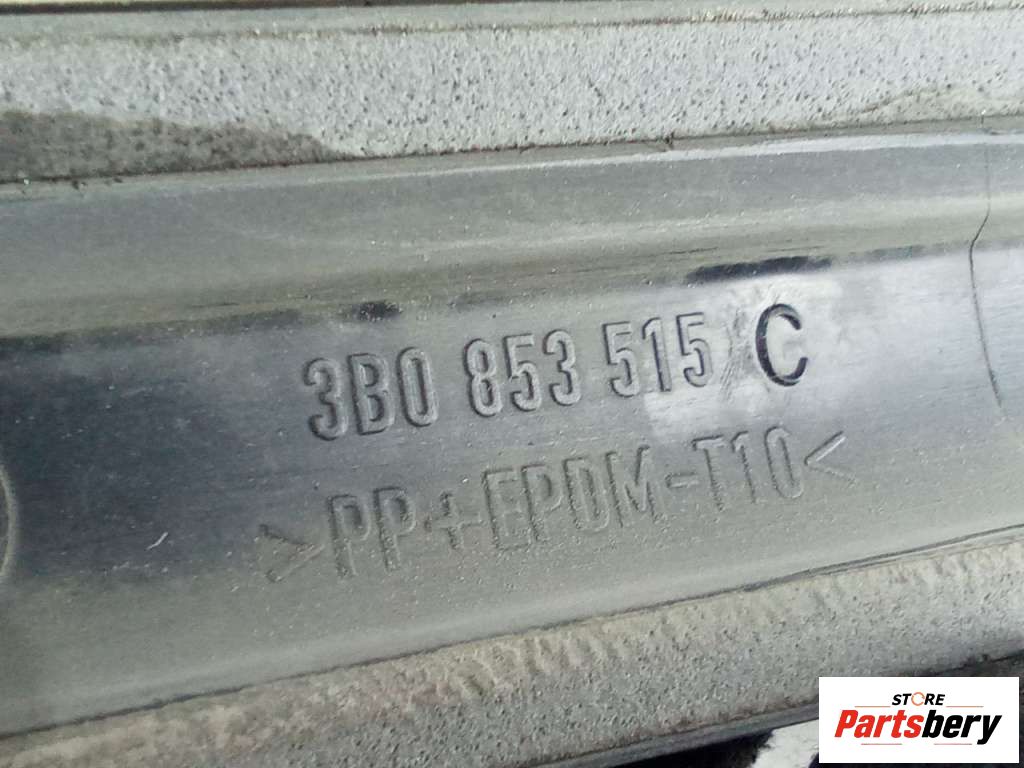 3B0 853 515 C
>PP+EPDM-T10<
STORE
Partsbery